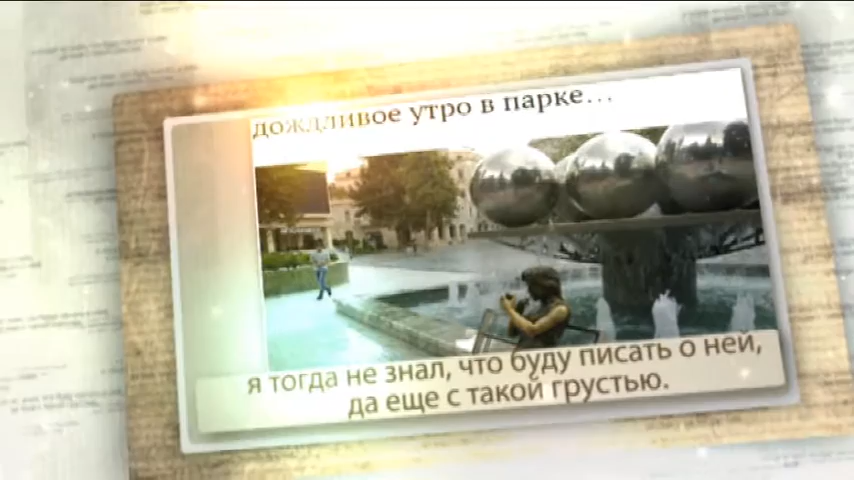 дождливое утро в парке...
я тогда не знал, что буду писать о ней,
да еще с такой грустью.